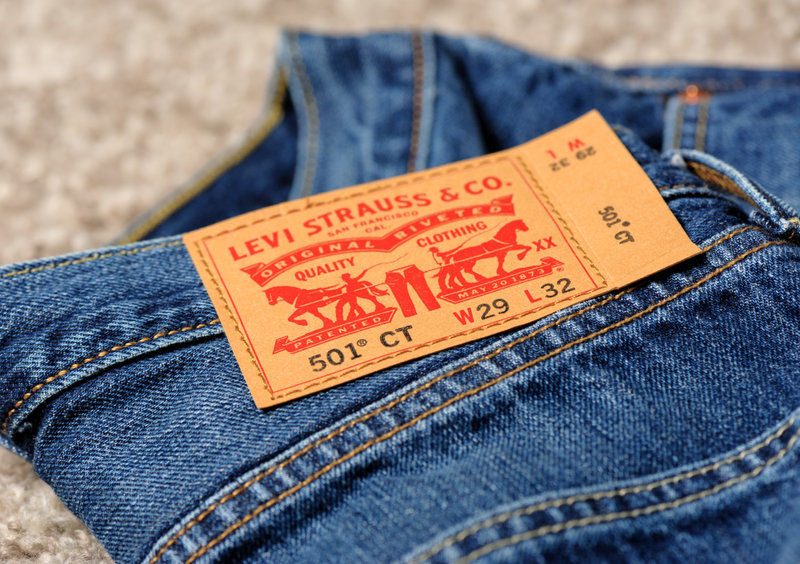 LEVI STRAUSS & CO.
SAN FRANCISCO
CAL.
ORIGINAL RIVETED
QUALITY CLOTHING
XX
PATENTED MAY 20 1873 ®
501® CT W29 L32
W L
29 32
501® CT